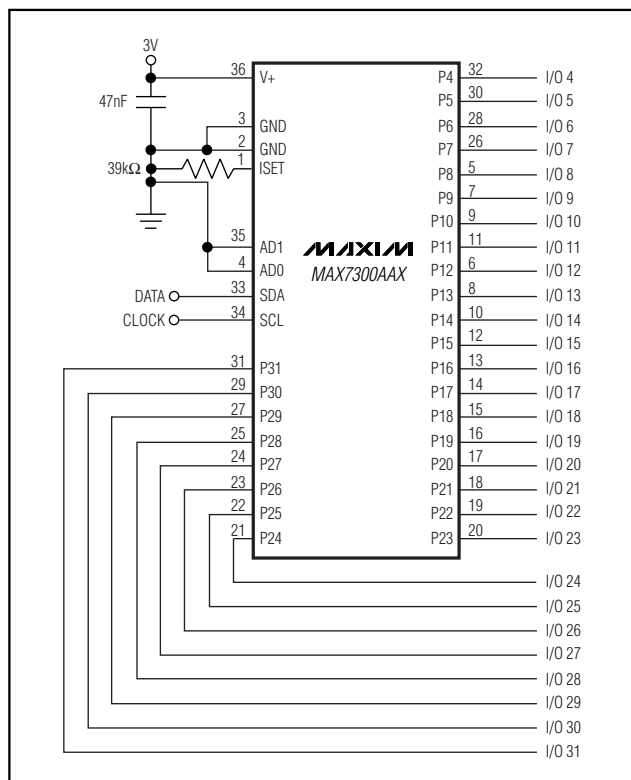 3V
36 V+ P4 32 I/O 4
47nF P5 30 I/O 5
3 GND P6 28 I/O 6
2 GND P7 26 I/O 7
39kΩ 1 ISET P8 5 I/O 8
P9 7 I/O 9
P10 9 I/O 10
35 AD1 MAXIM P11 11 I/O 11
4 AD0 MAX7300AAX P12 6 I/O 12
DATA 33 SDA P13 8 I/O 13
CLOCK 34 SCL P14 10 I/O 14
P15 12 I/O 15
31 P31 P16 13 I/O 16
29 P30 P17 14 I/O 17
27 P29 P18 15 I/O 18
25 P28 P19 16 I/O 19
24 P27 P20 17 I/O 20
23 P26 P21 18 I/O 21
22 P25 P22 19 I/O 22
21 P24 P23 20 I/O 23
I/O 24
I/O 25
I/O 26
I/O 27
I/O 28
I/O 29
I/O 30
I/O 31